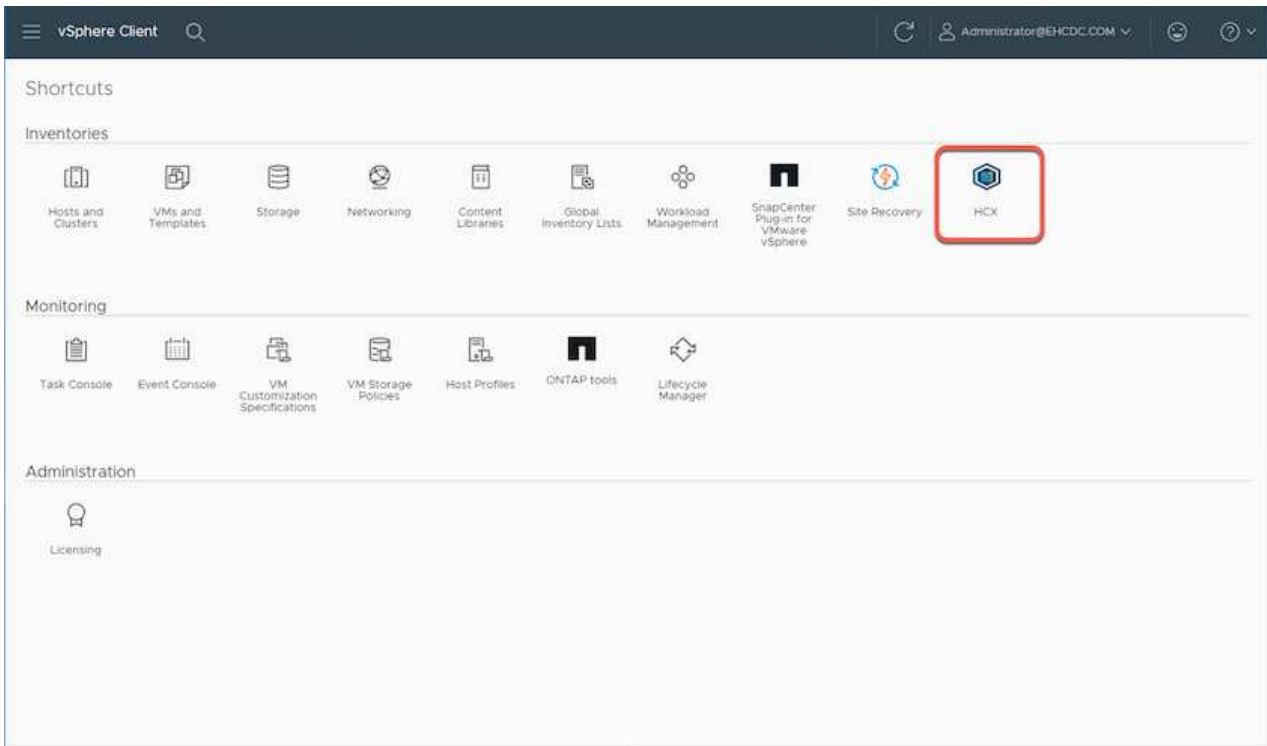 vSphere Client
Administrator@EHCDC.COM
Shortcuts
Inventories
Hosts and
Clusters
VMs and
Templates
Storage
Networking
Content
Libraries
Global
Inventory Lists
Workload
Management
SnapCenter
Plug-in for
VMware
vSphere
Site Recovery
HCX
Monitoring
Task Console
Event Console
VM
Customization
Specifications
VM Storage
Policies
Host Profiles
ONTAP tools
Lifecycle
Manager
Administration
Licensing